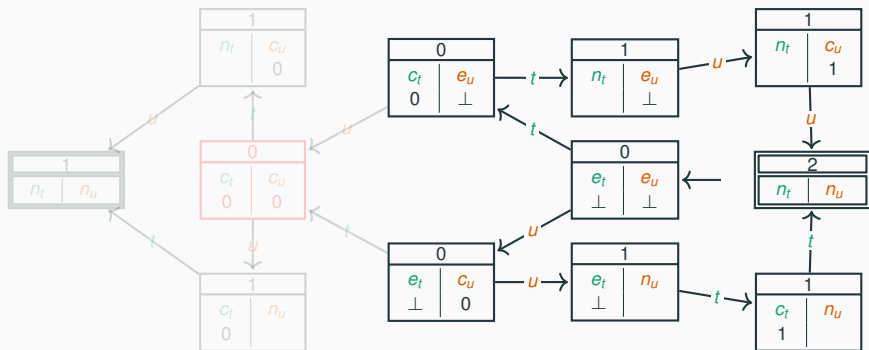 1
n_t c_u
0
u
t
1
n_t n_u
0
c_t c_u
0 0
u
t
1
c_t n_u
0
u
t
0
c_t e_u
0 ⊥
t
1
n_t e_u
⊥
u
1
n_t c_u
1
u
t
0
e_t e_u
⊥ ⊥
u
2
n_t n_u
0
e_t c_u
⊥ 0
u
1
e_t n_u
⊥
t
1
c_t n_u
1
t